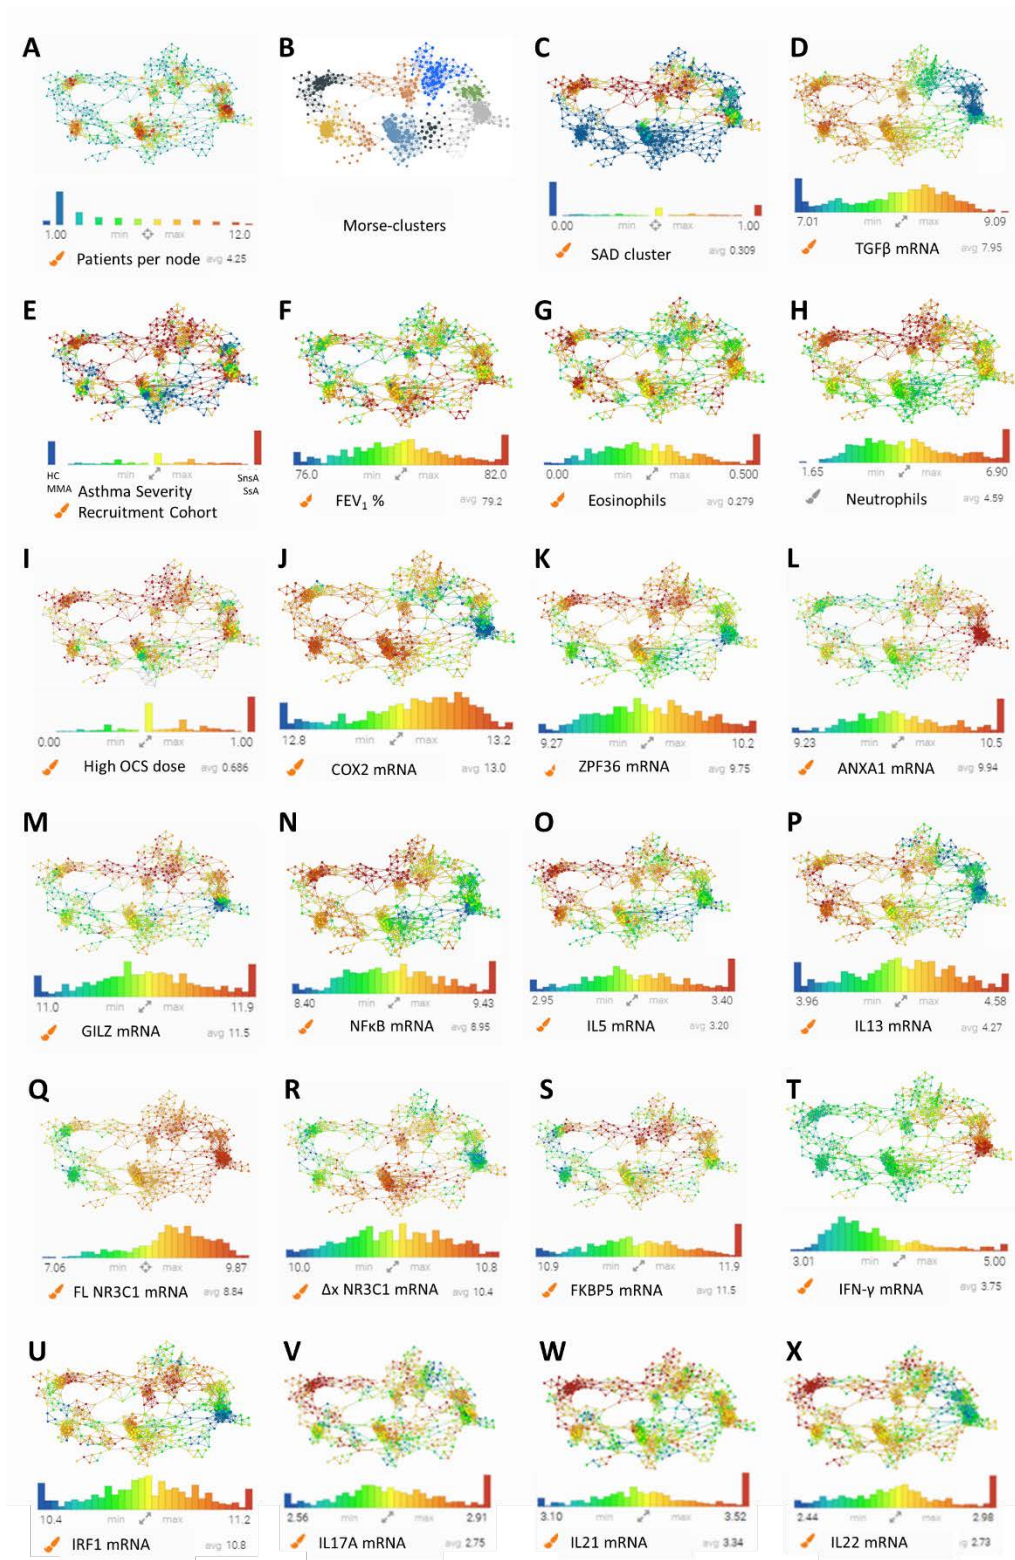 A B C D
1.00 min max 12.0
Patients per node avg 4.25
Morse-clusters
0.00 min max 1.00
SAD cluster avg 0.309
7.01 min max 9.09
TGFβ mRNA avg 7.95
E F G H
HC min max SnsA
MMA Asthma Severity SsA
Recruitment Cohort
76.0 min max 82.0
FEV₁ % avg 79.2
0.00 min max 0.500
Eosinophils avg 0.279
1.65 min max 6.90
Neutrophils avg 4.59
I J K L
0.00 min max 1.00
High OCS dose avg 0.686
12.8 min max 13.2
COX2 mRNA avg 13.0
9.27 min max 10.2
ZPF36 mRNA avg 9.75
9.23 min max 10.5
ANXA1 mRNA avg 9.94
M N O P
11.0 min max 11.9
GILZ mRNA avg 11.5
8.40 min max 9.43
NFκB mRNA avg 8.95
2.95 min max 3.40
IL5 mRNA avg 3.20
3.96 min max 4.58
IL13 mRNA avg 4.27
Q R S T
7.06 min max 9.87
FL NR3C1 mRNA avg 8.84
10.0 min max 10.8
Δx NR3C1 mRNA avg 10.4
10.9 min max 11.9
FKBP5 mRNA avg 11.5
3.01 min max 5.00
IFN-γ mRNA avg 3.75
U V W X
10.4 min max 11.2
IRF1 mRNA avg 10.8
2.56 min max 2.91
IL17A mRNA avg 2.75
3.10 min max 3.52
IL21 mRNA avg 3.34
2.44 min max 2.98
IL22 mRNA g 2.73